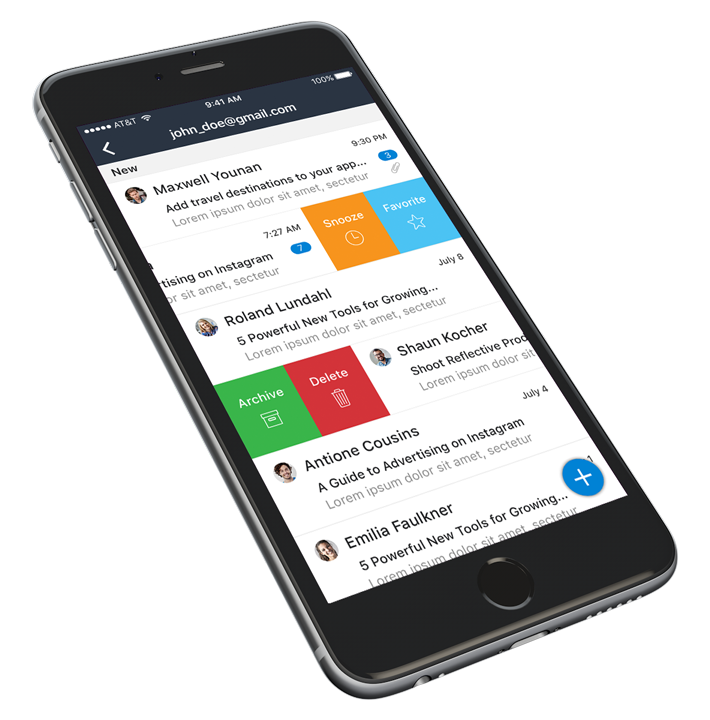 AT&T 9:41 AM 100%
john_doe@gmail.com
New
Maxwell Younan 9:30 PM
Add travel destinations to your app... 3
Lorem ipsum dolor sit amet, sectetur
7:27 AM Snooze Favorite
rtising on Instagram 7
or sit amet, sectetur
Roland Lundahl July 8
5 Powerful New Tools for Growing...
Lorem ipsum dolor sit amet, sectetur
Archive Delete Shaun Kocher
Shoot Reflective Prod
Lorem ipsum dolor sit
Antione Cousins July 4
A Guide to Advertising on Instagram
Lorem ipsum dolor sit amet, sectetur
Emilia Faulkner
5 Powerful New Tools for Growing...
Lorem ipsum dolor sit amet, sectetur